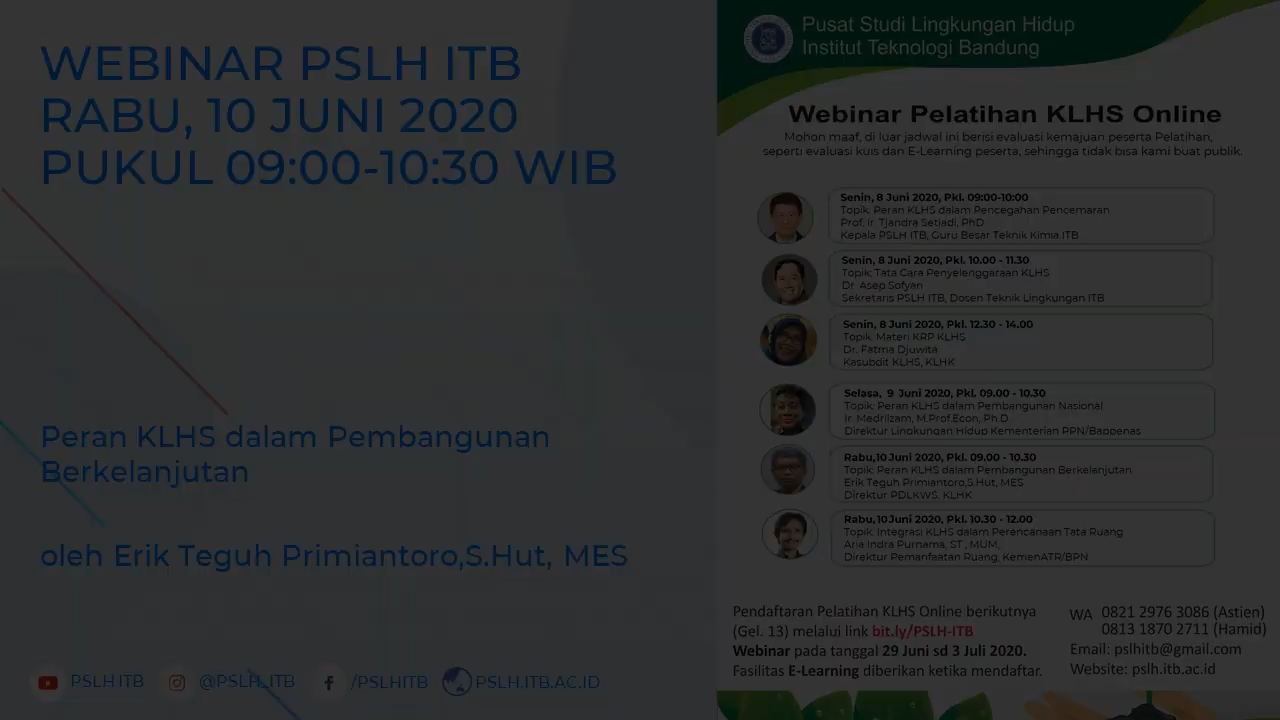 WEBINAR PSLH ITB
RABU, 10 JUNI 2020
PUKUL 09:00-10:30 WIB
Peran KLHS dalam Pembangunan
Berkelanjutan
oleh Erik Teguh Primiantoro,S.Hut, MES
PSLH ITB @PSLH_ITB /PSLHITB PSLH.ITB.AC.ID
Pusat Studi Lingkungan Hidup
Institut Teknologi Bandung
Webinar Pelatihan KLHS Online
Mohon maaf, di luar jadwal ini berisi evaluasi kemajuan peserta Pelatihan,
seperti evaluasi kuis dan E-Learning peserta, sehingga tidak bisa kami buat publik.
Senin, 8 Juni 2020, Pkl. 09:00-10:00
Topik: Peran KLHS dalam Pencegahan Pencemaran
Prof. Ir. Tjandra Setiadi, PhD
Kepala PSLH ITB, Guru Besar Teknik Kimia ITB
Senin, 8 Juni 2020, Pkl. 10.00 - 11.30
Topik: Tata Cara Penyelenggaraan KLHS
Dr. Asep Sofyan
Sekretaris PSLH ITB, Dosen Teknik Lingkungan ITB
Senin, 8 Juni 2020, Pkl. 12.30 - 14.00
Topik: Materi KRP KLHS
Dr. Fatma Djuwita
Kasubdit KLHS, KLHK
Selasa, 9 Juni 2020, Pkl. 09.00 - 10.30
Topik: Peran KLHS dalam Pembangunan Nasional
Ir. Medrilzam, M.Prof.Econ, Ph.D
Direktur Lingkungan Hidup Kementerian PPN/Bappenas
Rabu,10 Juni 2020, Pkl. 09.00 - 10.30
Topik: Peran KLHS dalam Pembangunan Berkelanjutan
Erik Teguh Primiantoro,S.Hut, MES
Direktur PDLKWS, KLHK
Rabu,10 Juni 2020, Pkl. 10.30 - 12.00
Topik: Integrasi KLHS dalam Perencanaan Tata Ruang
Aria Indra Purnama, ST , MUM,
Direktur Pemanfaatan Ruang, KemenATR/BPN
Pendaftaran Pelatihan KLHS Online berikutnya
(Gel. 13) melalui link bit.ly/PSLH-ITB
Webinar pada tanggal 29 Juni sd 3 Juli 2020.
Fasilitas E-Learning diberikan ketika mendaftar.
WA 0821 2976 3086 (Astien)
0813 1870 2711 (Hamid)
Email: pslhitb@gmail.com
Website: pslh.itb.ac.id